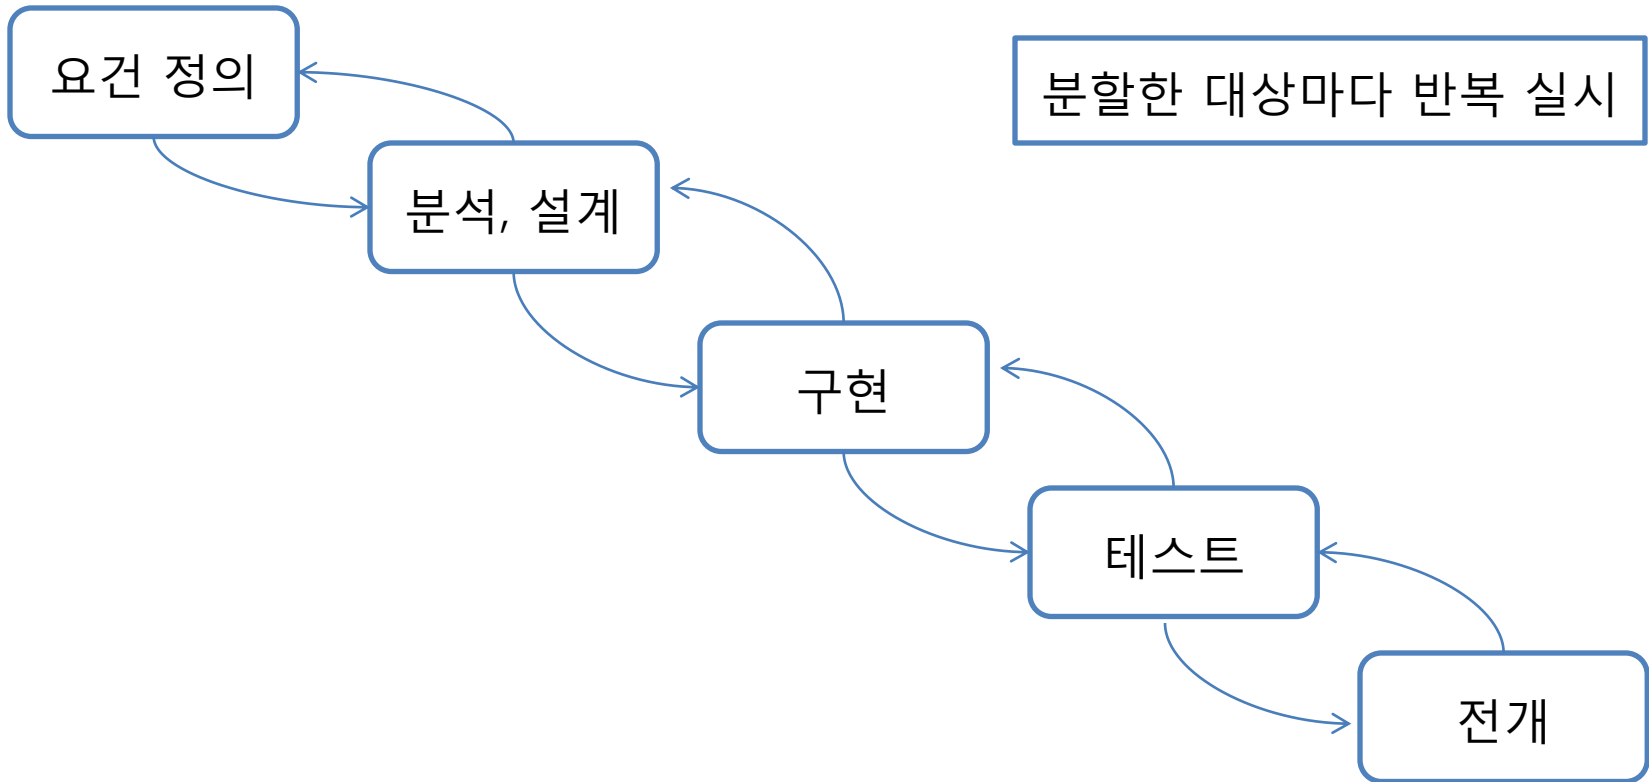 요건 정의
분할한 대상마다 반복 실시
분석, 설계
구현
테스트
전개